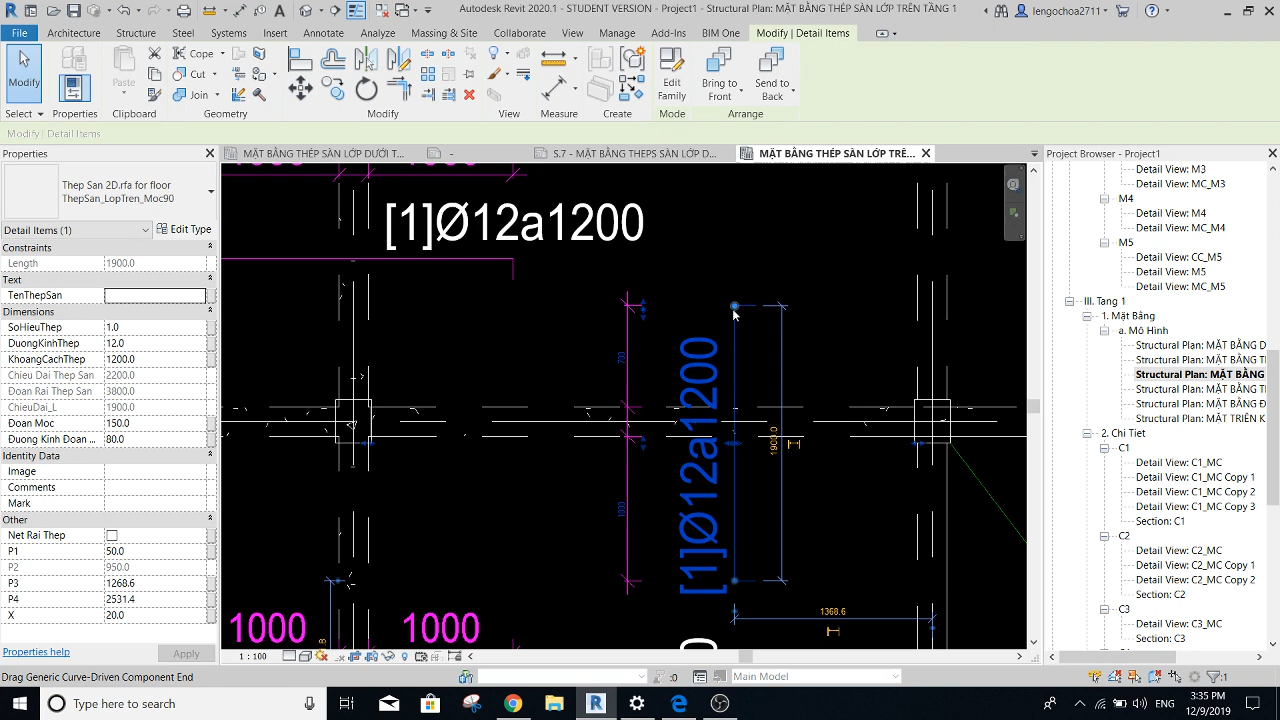 Autodesk Revit 2020.1 - STUDENT VERSION - Project1 - Structural Plan: MẶT BẰNG THÉP SÀN LỚP TRÊN TẦNG 1
lengochoa2711
File Architecture Structure Steel Systems Insert Annotate Analyze Massing & Site Collaborate View Manage Add-Ins BIM One Modify | Detail Items
Modify
Paste
Cope
Cut
Join
Edit Family
Bring to Front
Send to Back
Select Properties Clipboard Geometry Modify View Measure Create Mode Arrange
Modify | Detail Items
Properties
MẶT BẰNG THÉP SÀN LỚP DƯỚI T...
-
S.7 - MẶT BẰNG THEPS SÀN LỚP D...
MẶT BẰNG THÉP SÀN LỚP TRÊ...
Project Browser - Project1
Thep San 2D.rfa for floor
ThepSan_LopTren_Moc90
Detail Items (1)
Edit Type
Constraints
Length 1900.0
Text
TenThepSan
Dimensions
SoHieuThep 1.0
DuongKinhThep 12.0
KhoangCachThep 1200.0
Chieu Dai Thep San 2200.0
Doan Rai Thep San 3800.0
ChieuDai_L 1900.0
Doan Moc 150.0
Duong Kinh Doan ... 80.0
Identity Data
Image
Comments
Mark
Other
Net Rai Thep
P1 50.0
P2 950.0
P3 1268.6
P4 2531.4
X 20.0
Properties help
Apply
[1]Ø12a1200
700
1000
[1]Ø12a1200
1900.0
1368.6
1000
1000
Detail View: M3
Detail View: MC_M3
M4
Detail View: M4
Detail View: MC_M4
M5
Detail View: CC_M5
Detail View: M5
Detail View: MC_M5
III. Tang 1
1. Mặt Bằng
a. Mô Hình
Structural Plan: MẶT BẰNG D
Structural Plan: MẶT BẰNG T
Structural Plan: MẶT BẰNG
Structural Plan: MẶT BẰNG T
Structural Plan: MẶT BẰNG Đ
Structural Plan: MẶT TRIÊN K
2. Chi Tiet
C1
Detail View: C1_MC
Detail View: C1_MC Copy 1
Detail View: C1_MC Copy 2
Detail View: C1_MC Copy 3
Section: C1
C2
Detail View: C2_MC
Detail View: C2_MC Copy 1
Detail View: C2_MC Copy 2
Section: C2
C3
Detail View: C3_MC
Detail View: C3_MC Copy 1
Section: C3
1 : 100
Drag Generic Curve-Driven Component End
:0
Main Model
:1
Type here to search
ENG
3:35 PM
12/9/2019